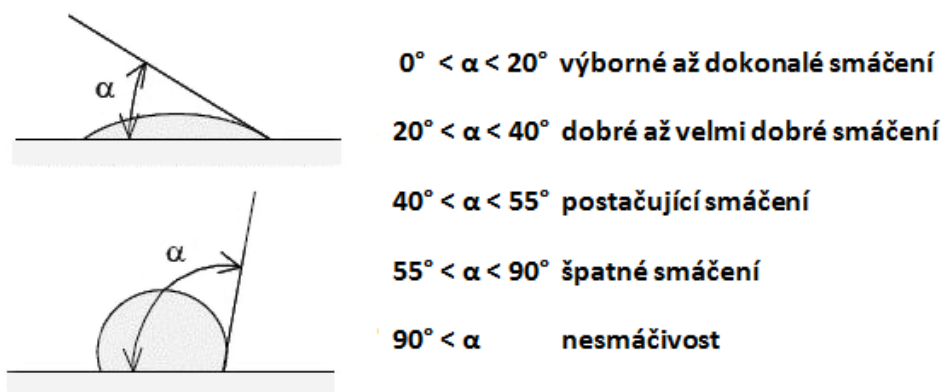 α
0° < α < 20° výborné až dokonalé smáčení
20° < α < 40° dobré až velmi dobré smáčení
40° < α < 55° postačující smáčení
α
55° < α < 90° špatné smáčení
90° < α nesmáčivost